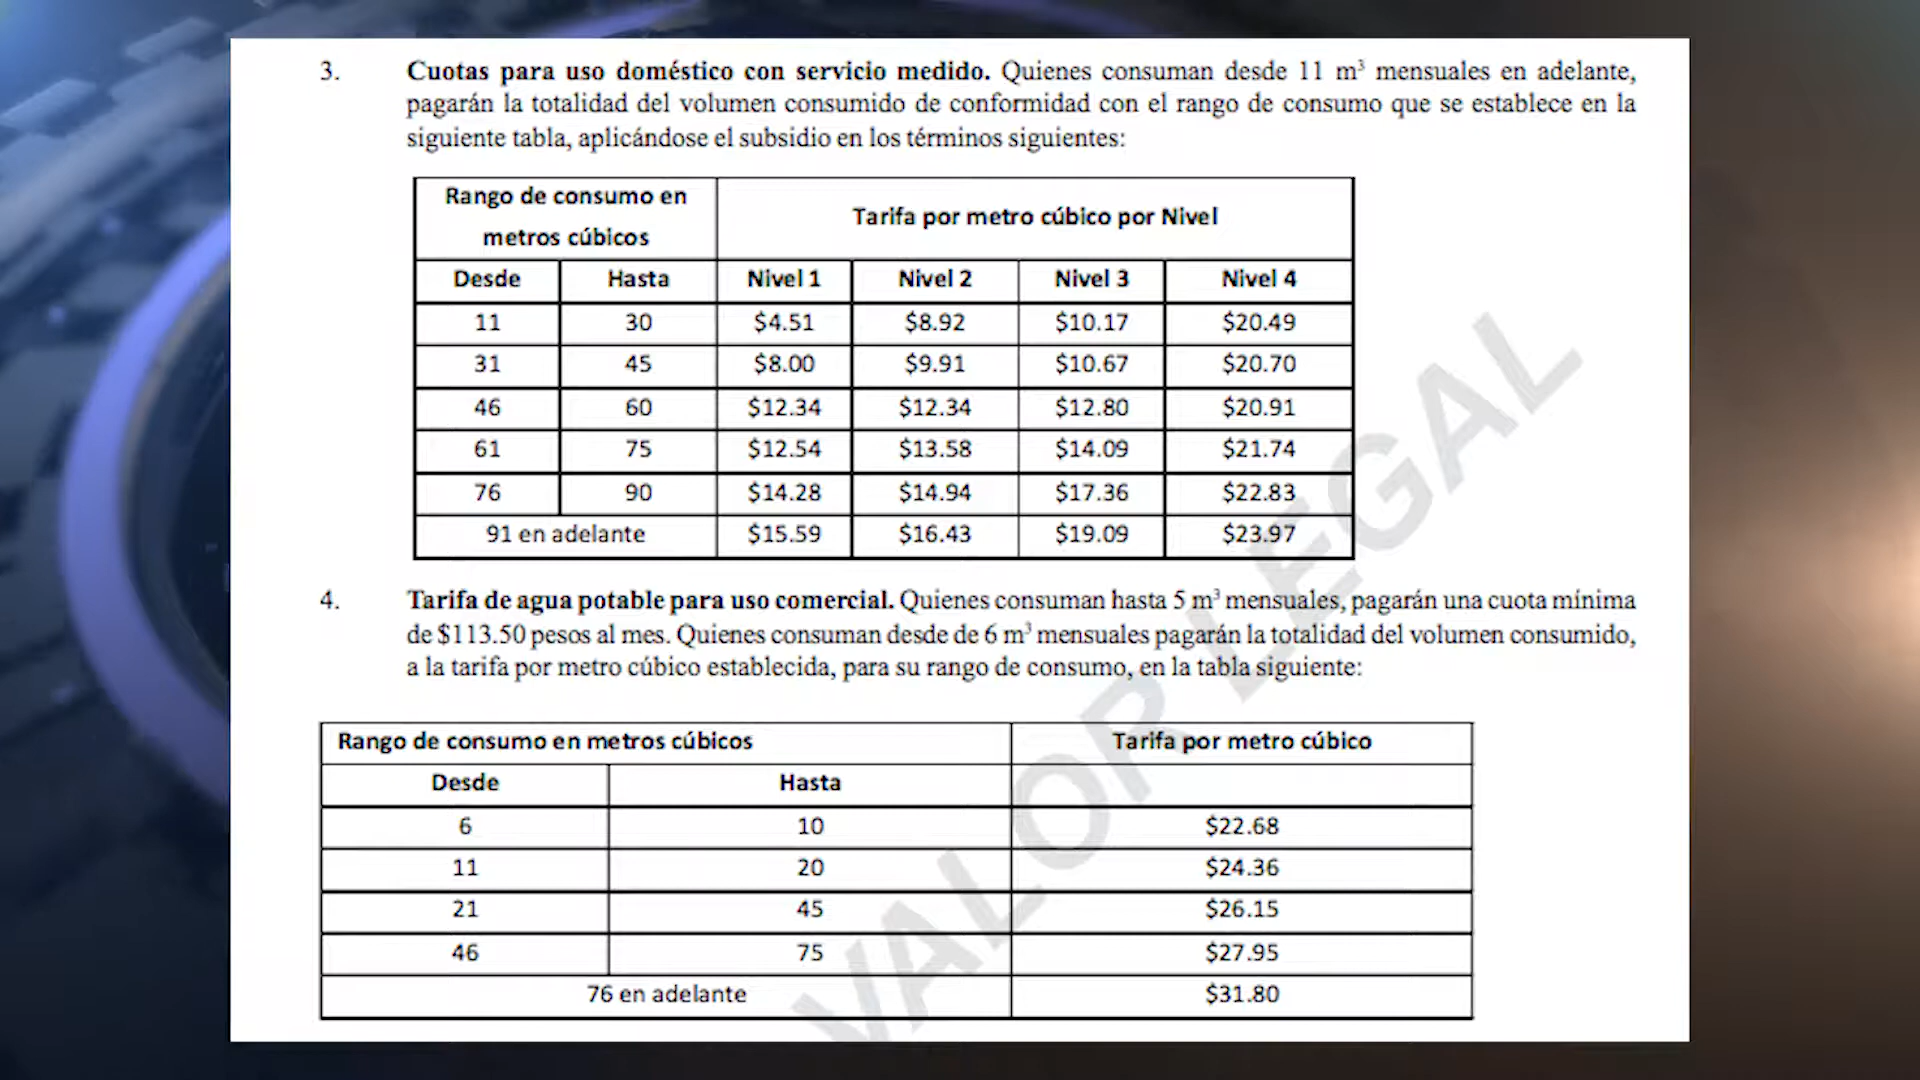 3. Cuotas para uso doméstico con servicio medido. Quienes consuman desde 11 m³ mensuales en adelante,
pagarán la totalidad del volumen consumido de conformidad con el rango de consumo que se establece en la
siguiente tabla, aplicándose el subsidio en los términos siguientes:
Rango de consumo en
metros cúbicos
Tarifa por metro cúbico por Nivel
Desde Hasta Nivel 1 Nivel 2 Nivel 3 Nivel 4
11 30 $4.51 $8.92 $10.17 $20.49
31 45 $8.00 $9.91 $10.67 $20.70
46 60 $12.34 $12.34 $12.80 $20.91
61 75 $12.54 $13.58 $14.09 $21.74
76 90 $14.28 $14.94 $17.36 $22.83
91 en adelante $15.59 $16.43 $19.09 $23.97
4. Tarifa de agua potable para uso comercial. Quienes consuman hasta 5 m³ mensuales, pagarán una cuota mínima
de $113.50 pesos al mes. Quienes consuman desde de 6 m³ mensuales pagarán la totalidad del volumen consumido,
a la tarifa por metro cúbico establecida, para su rango de consumo, en la tabla siguiente:
Rango de consumo en metros cúbicos Tarifa por metro cúbico
Desde Hasta
6 10 $22.68
11 20 $24.36
21 45 $26.15
46 75 $27.95
76 en adelante $31.80
VALOR LEGAL